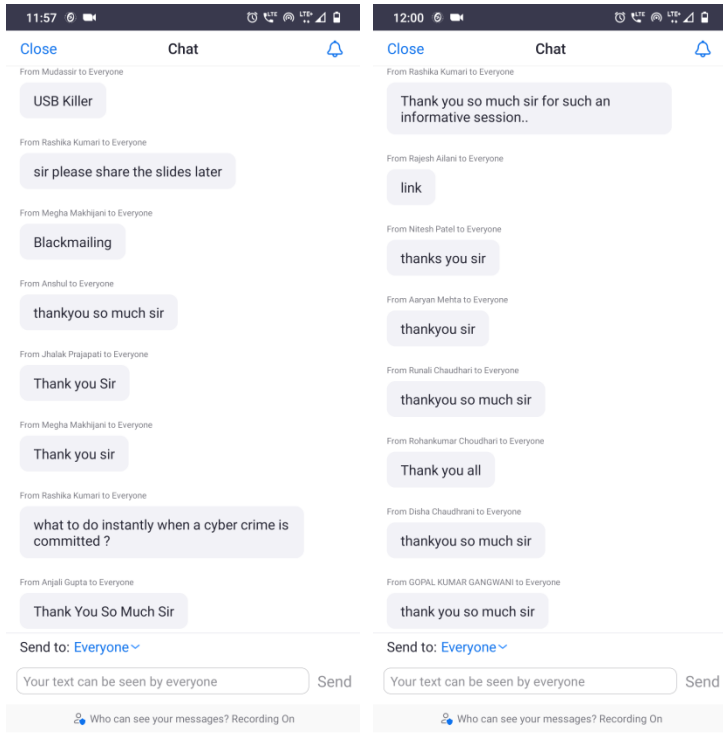 11:57
Close Chat
From Mudassir to Everyone
USB Killer
From Rashika Kumari to Everyone
sir please share the slides later
From Megha Makhijani to Everyone
Blackmailing
From Anshul to Everyone
thankyou so much sir
From Jhalak Prajapati to Everyone
Thank you Sir
From Megha Makhijani to Everyone
Thank you sir
From Rashika Kumari to Everyone
what to do instantly when a cyber crime is
committed ?
From Anjali Gupta to Everyone
Thank You So Much Sir
Send to: Everyone
Your text can be seen by everyone Send
Who can see your messages? Recording On
12:00
Close Chat
From Rashika Kumari to Everyone
Thank you so much sir for such an
informative session..
From Rajesh Ailani to Everyone
link
From Nitesh Patel to Everyone
thanks you sir
From Aaryan Mehta to Everyone
thankyou sir
From Runali Chaudhari to Everyone
thankyou so much sir
From Rohankumar Choudhari to Everyone
Thank you all
From Disha Chaudhrani to Everyone
thankyou so much sir
From GOPAL KUMAR GANGWANI to Everyone
thank you so much sir
Send to: Everyone
Your text can be seen by everyone Send
Who can see your messages? Recording On